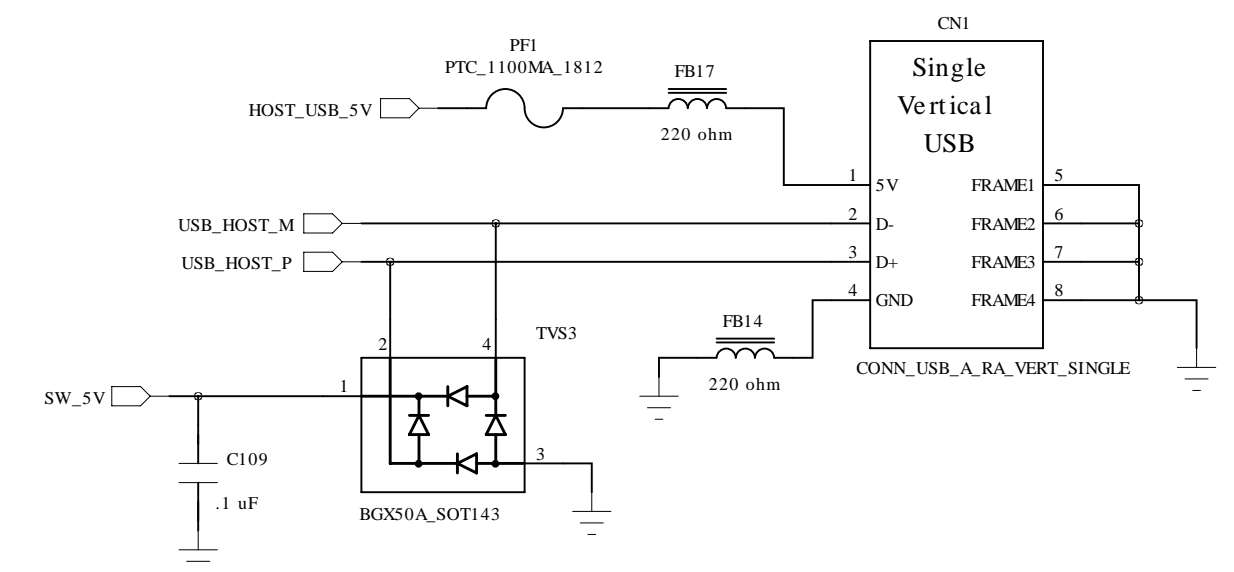 CN1
PF1
PTC_1100MA_1812
FB17
Single
Vertical
USB
HOST_USB_5V
220 ohm
1
5V
FRAME1
5
USB_HOST_M
2
D-
FRAME2
6
USB_HOST_P
3
D+
FRAME3
7
4
GND
FRAME4
8
FB14
2
4
TVS3
220 ohm
CONN_USB_A_RA_VERT_SINGLE
SW_5V
1
C109
3
.1 uF
BGX50A_SOT143